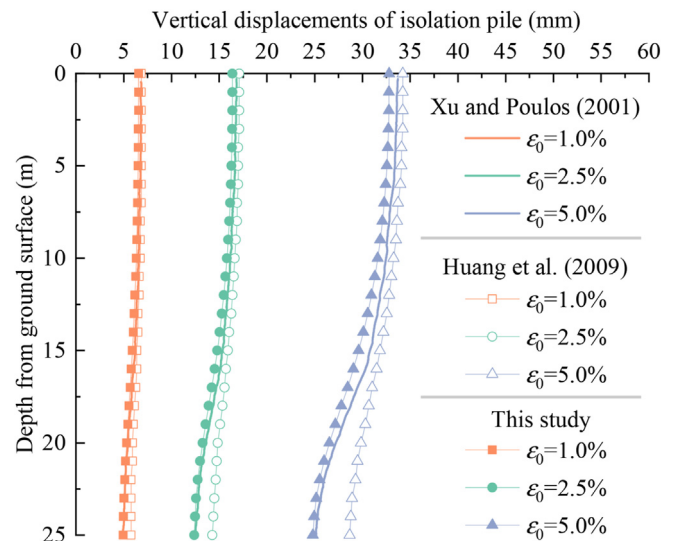 Vertical displacements of isolation pile (mm)
0 5 10 15 20 25 30 35 40 45 50 55 60
Depth from ground surface (m)
0
5
10
15
20
25
Xu and Poulos (2001)
ε₀=1.0%
ε₀=2.5%
ε₀=5.0%
Huang et al. (2009)
ε₀=1.0%
ε₀=2.5%
ε₀=5.0%
This study
ε₀=1.0%
ε₀=2.5%
ε₀=5.0%